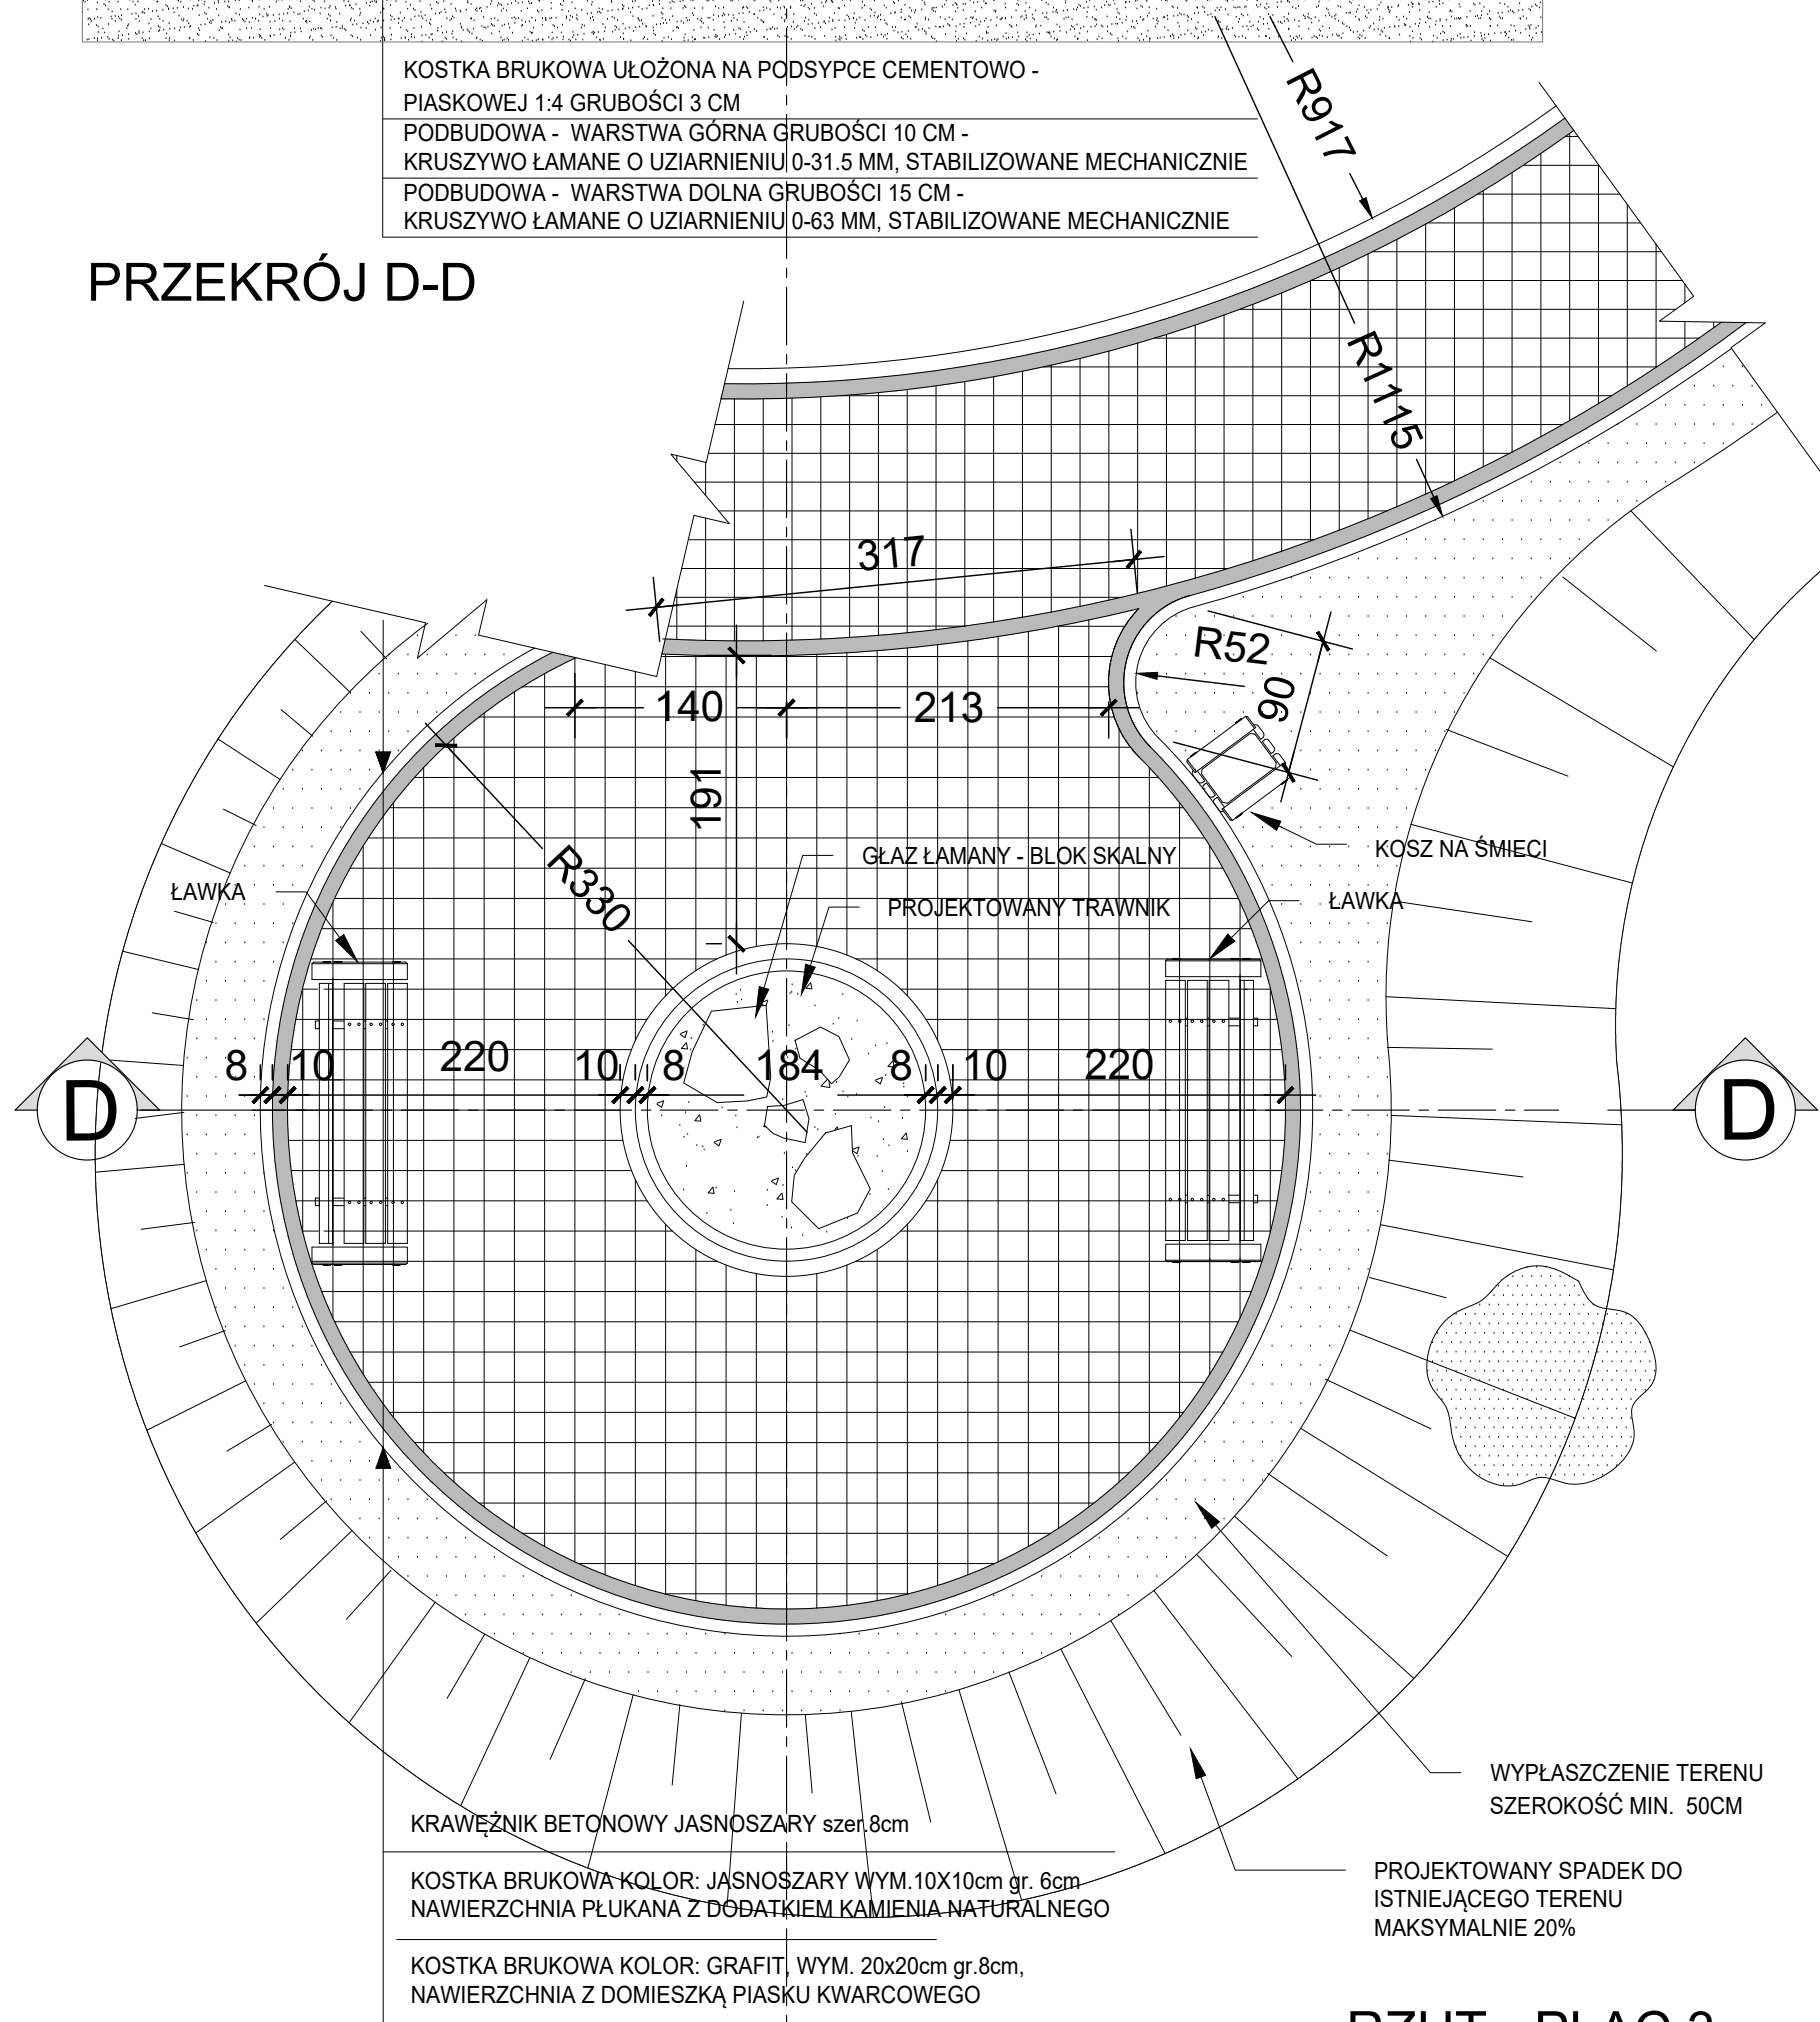 KOSTKA BRUKOWA UŁOŻONA NA PODSYPCE CEMENTOWO -
PIASKOWEJ 1:4 GRUBOŚCI 3 CM
PODBUDOWA - WARSTWA GÓRNA GRUBOŚCI 10 CM -
KRUSZYWO ŁAMANE O UZIARNIENIU 0-31.5 MM, STABILIZOWANE MECHANICZNIE
PODBUDOWA - WARSTWA DOLNA GRUBOŚCI 15 CM -
KRUSZYWO ŁAMANE O UZIARNIENIU 0-63 MM, STABILIZOWANE MECHANICZNIE
PRZEKRÓJ D-D
R917
R1115
317
R52
90
140
213
191
R330
GŁAZ ŁAMANY - BLOK SKALNY
KOSZ NA ŚMIECI
ŁAWKA
PROJEKTOWANY TRAWNIK
ŁAWKA
8
10
220
10
8
184
8
10
220
D
D
WYPŁASZCZENIE TERENU
SZEROKOŚĆ MIN. 50CM
KRAWĘŻNIK BETONOWY JASNOSZARY szer.8cm
KOSTKA BRUKOWA KOLOR: JASNOSZARY WYM.10X10cm gr. 6cm
NAWIERZCHNIA PŁUKANA Z DODATKIEM KAMIENIA NATURALNEGO
PROJEKTOWANY SPADEK DO
ISTNIEJĄCEGO TERENU
MAKSYMALNIE 20%
KOSTKA BRUKOWA KOLOR: GRAFIT, WYM. 20x20cm gr.8cm,
NAWIERZCHNIA Z DOMIESZKĄ PIASKU KWARCOWEGO